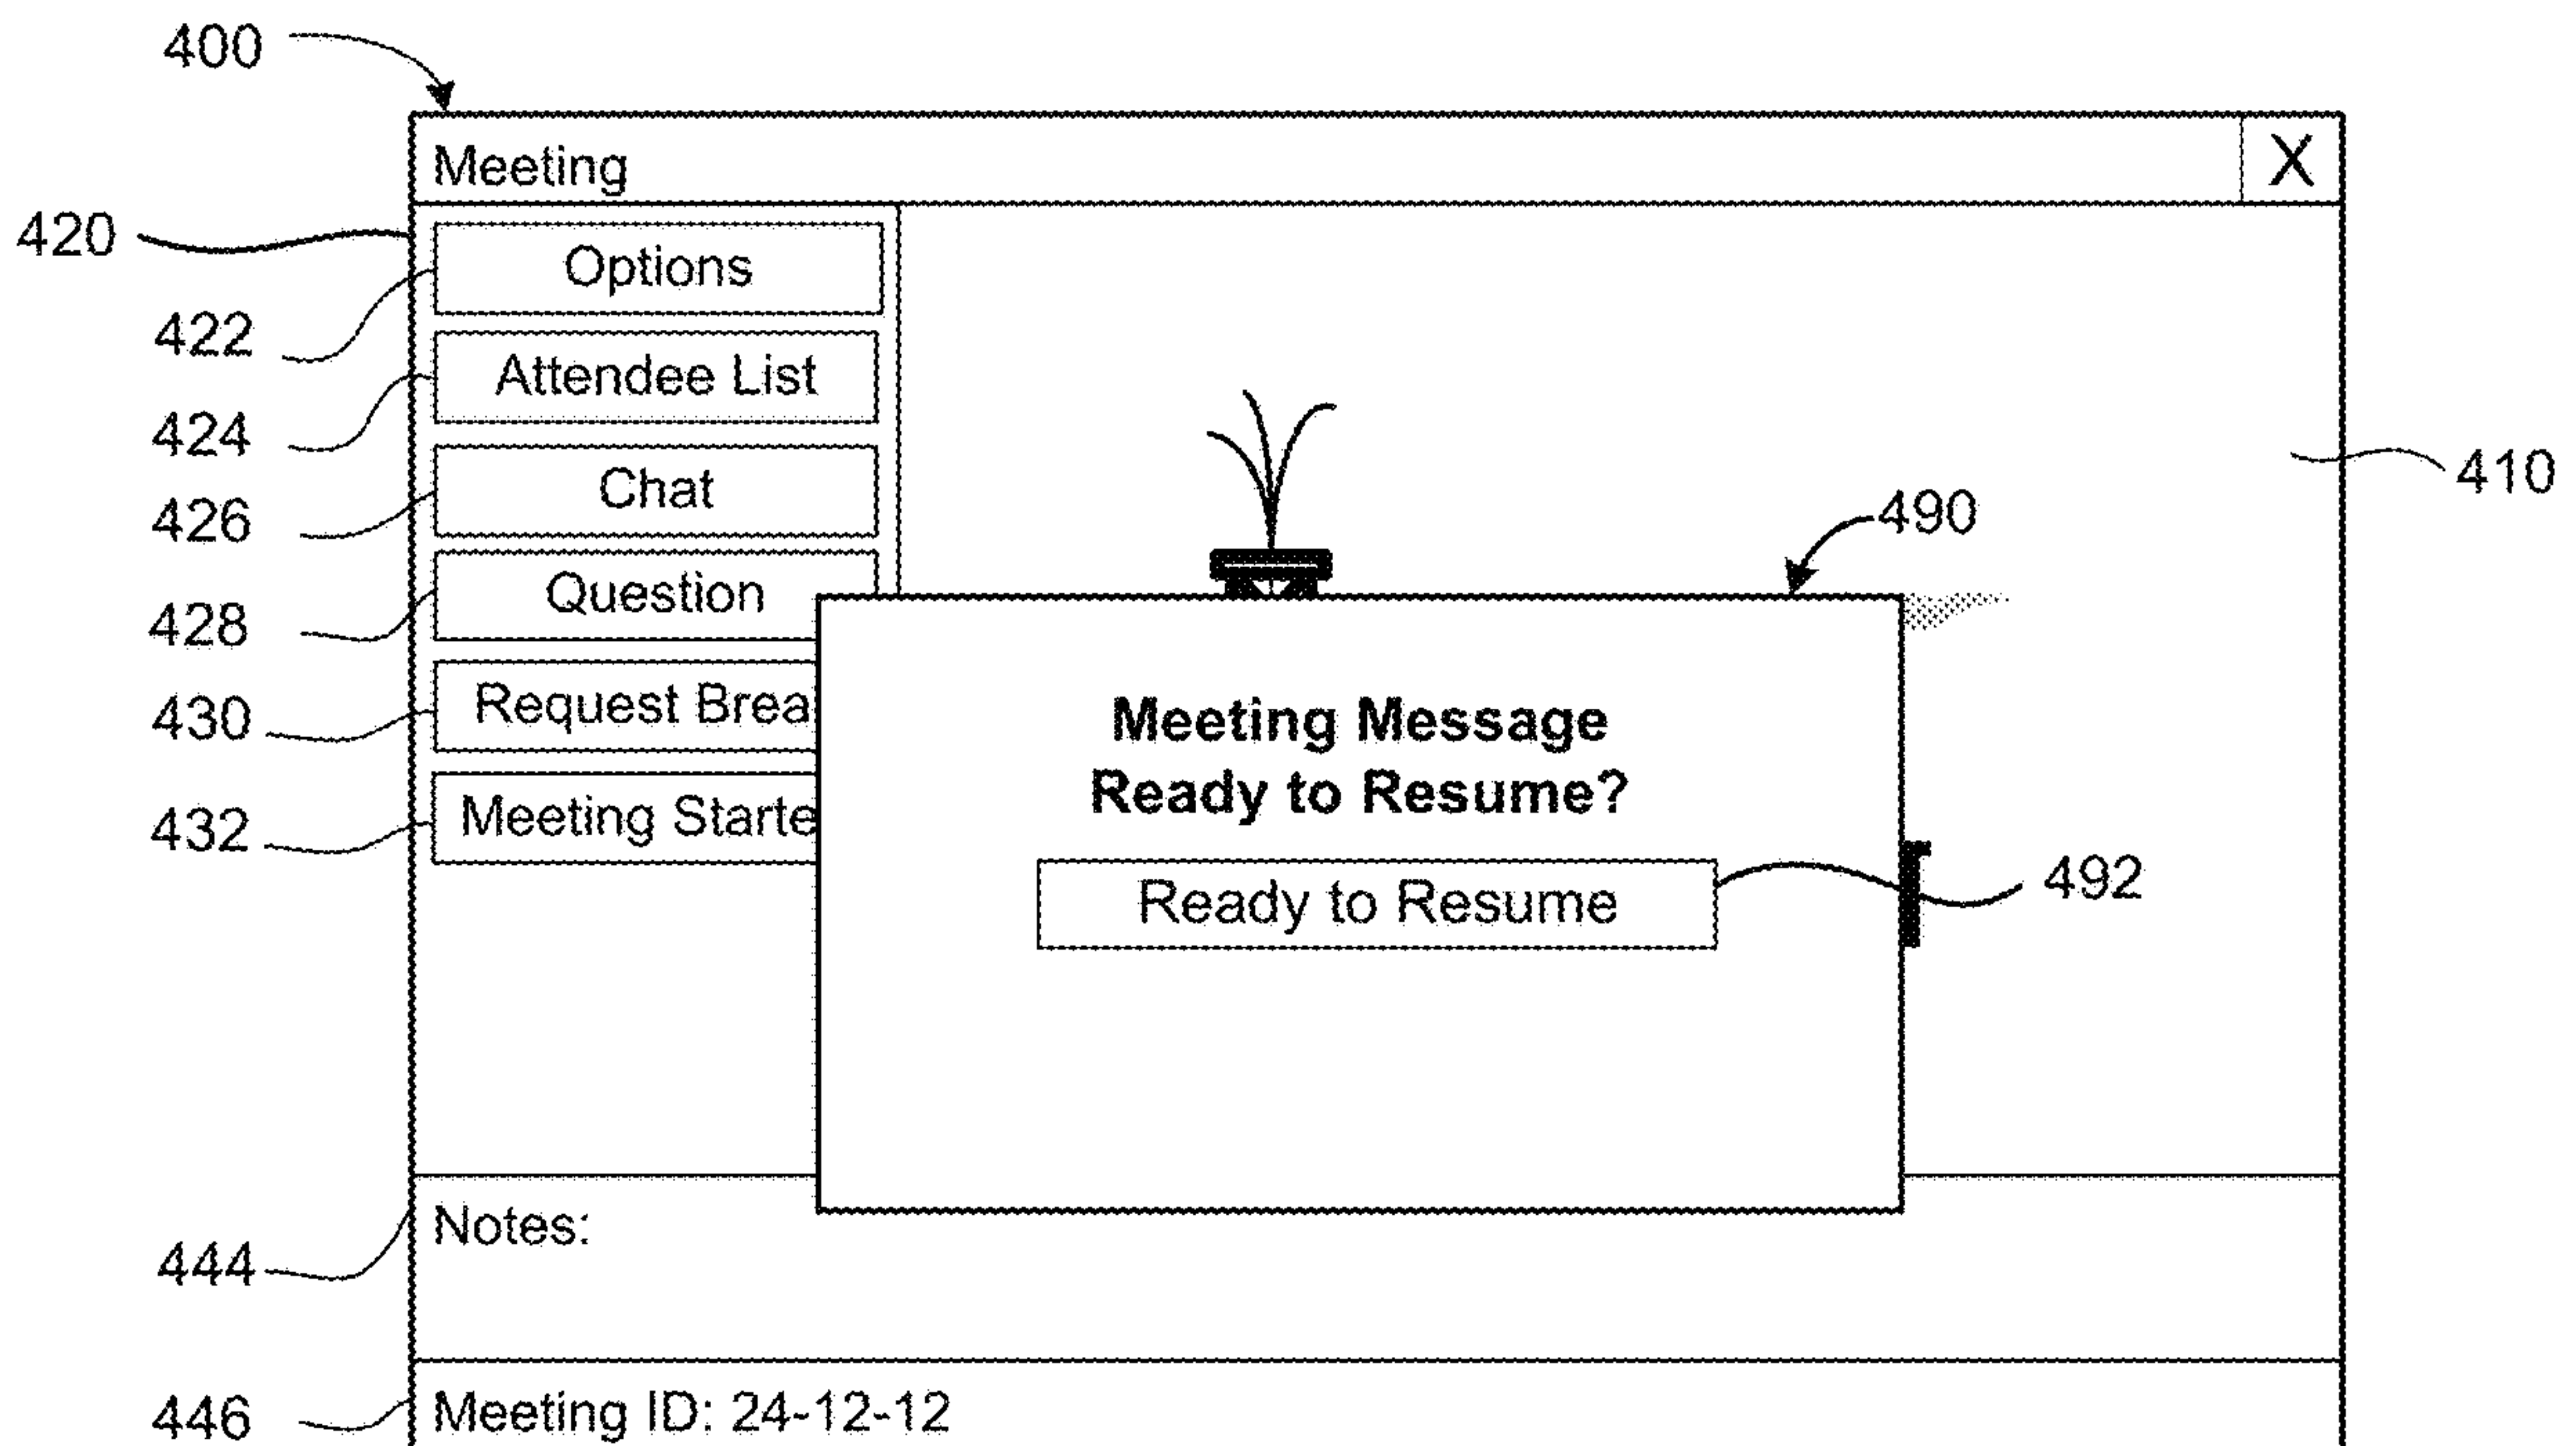 400
Meeting
X
420
Options
422
Attendee List
424
Chat
426
410
490
Question
428
Request Brea
430
Meeting Message
Ready to Resume?
Meeting Starte
432
Ready to Resume
492
Notes:
444
Meeting ID: 24-12-12
446